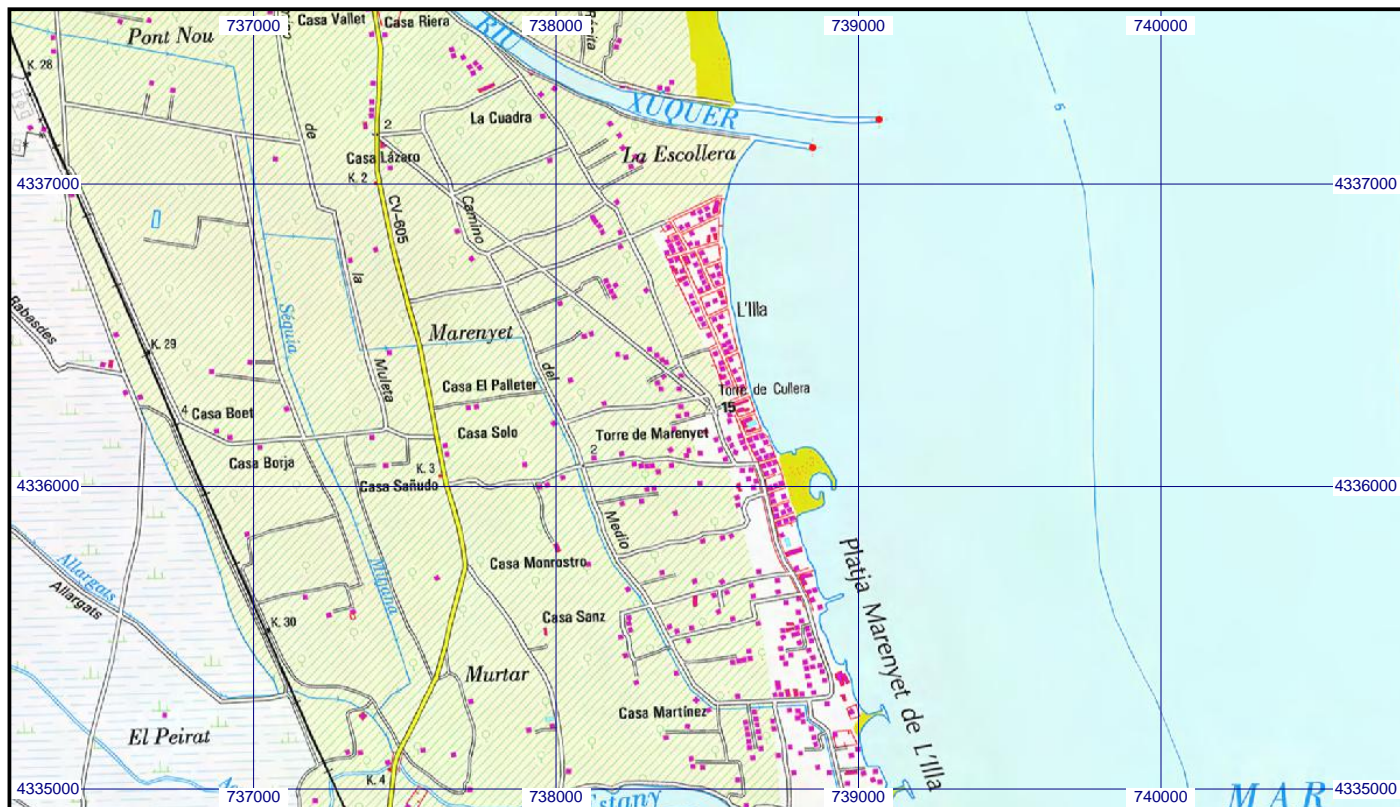 737000
738000
739000
740000
Casa Vallet
Casa Riera
Pont Nou
RIU
XUQUER
K. 28
La Cuadra
2
de
Casa Lázaro
La Escollera
K. 2
4337000
4337000
CV-605
Camino
la
Rabasdes
Séquia
L'Illa
Marenyet
K. 29
5
Muleta
del
Casa El Palleter
Torre de Cullera
15
4
Casa Boet
Casa Solo
Torre de Marenyet
2
Casa Borja
K. 3
Casa Sañudo
4336000
4336000
Medio
Platja Marenyet de L'Illa
Allargats
Allargats
Mitjana
Casa Monrostro
Casa Sanz
K. 30
Murtar
Casa Martínez
El Peirat
K. 4
4335000
4335000
Estany
MAR
737000
738000
739000
740000